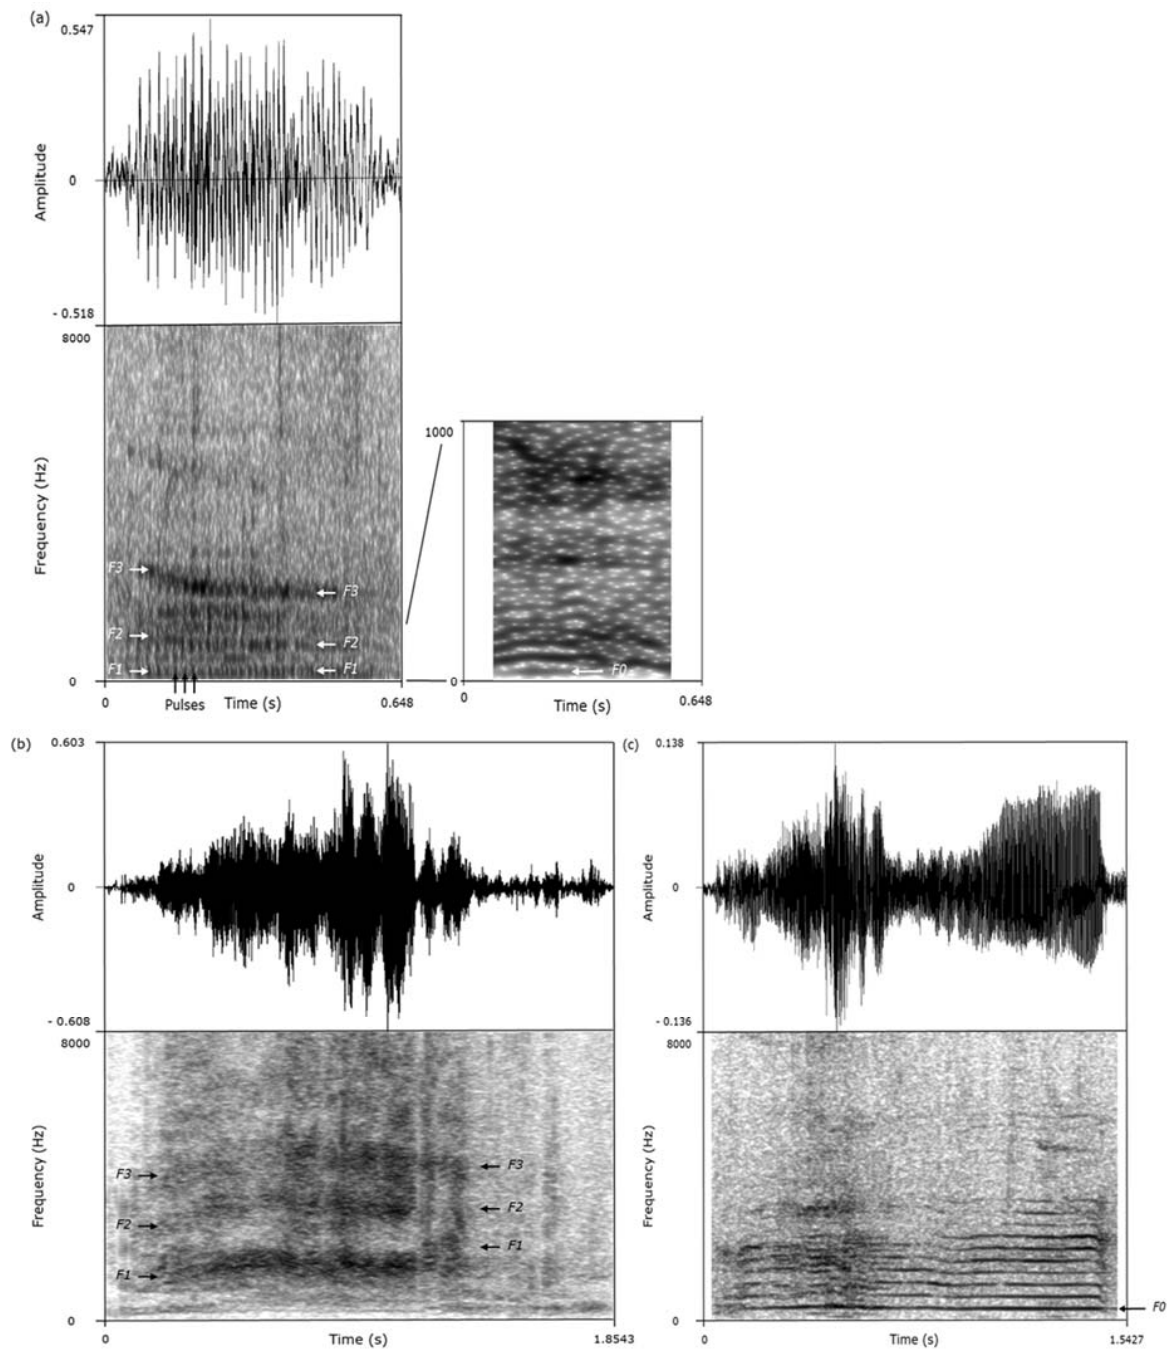 (a)
0.547
Amplitude
0
- 0.518
8000
Frequency (Hz)
F3
F3
F2
F2
F1
F1
0
0
Pulses
Time (s)
0.648
1000
F0
0
0
Time (s)
0.648
(b)
0.603
Amplitude
0
- 0.608
8000
Frequency (Hz)
F3
F3
F2
F2
F1
F1
0
0
Time (s)
1.8543
(c)
0.138
Amplitude
0
-0.136
8000
Frequency (Hz)
F0
0
0
Time (s)
1.5427